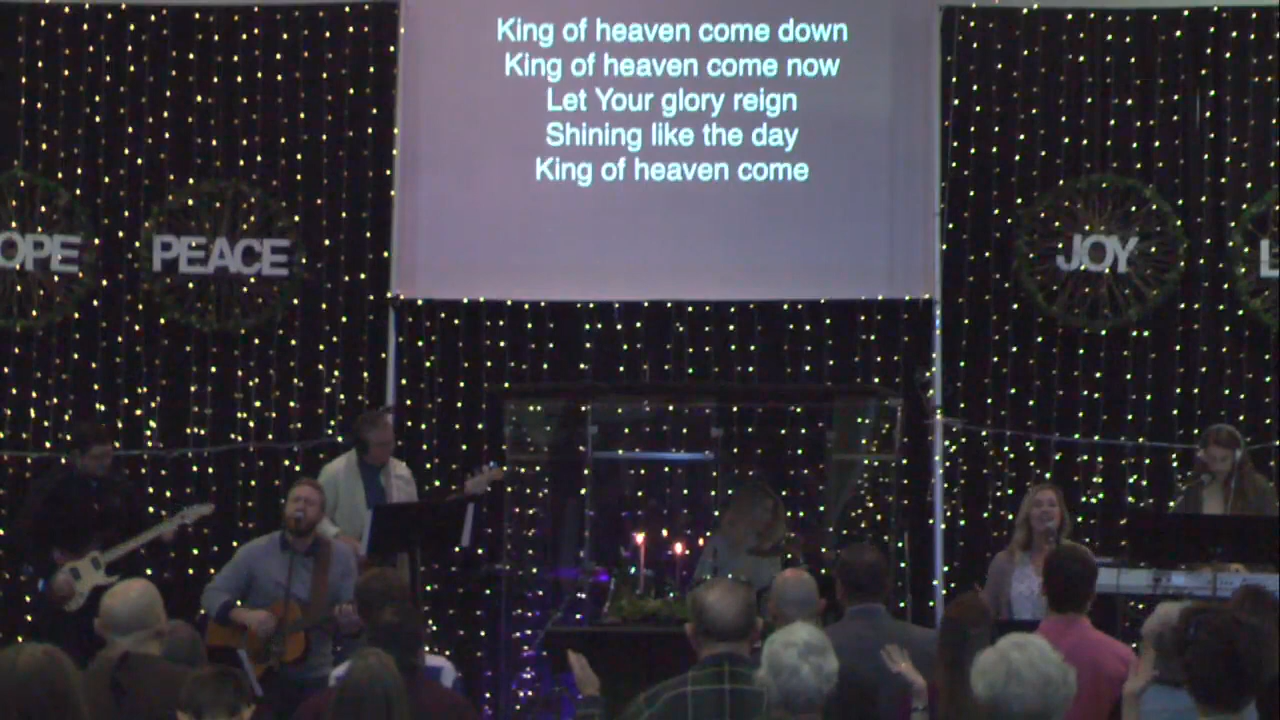 King of heaven come down
King of heaven come now
Let Your glory reign
Shining like the day
King of heaven come
OPE
PEACE
JOY
L